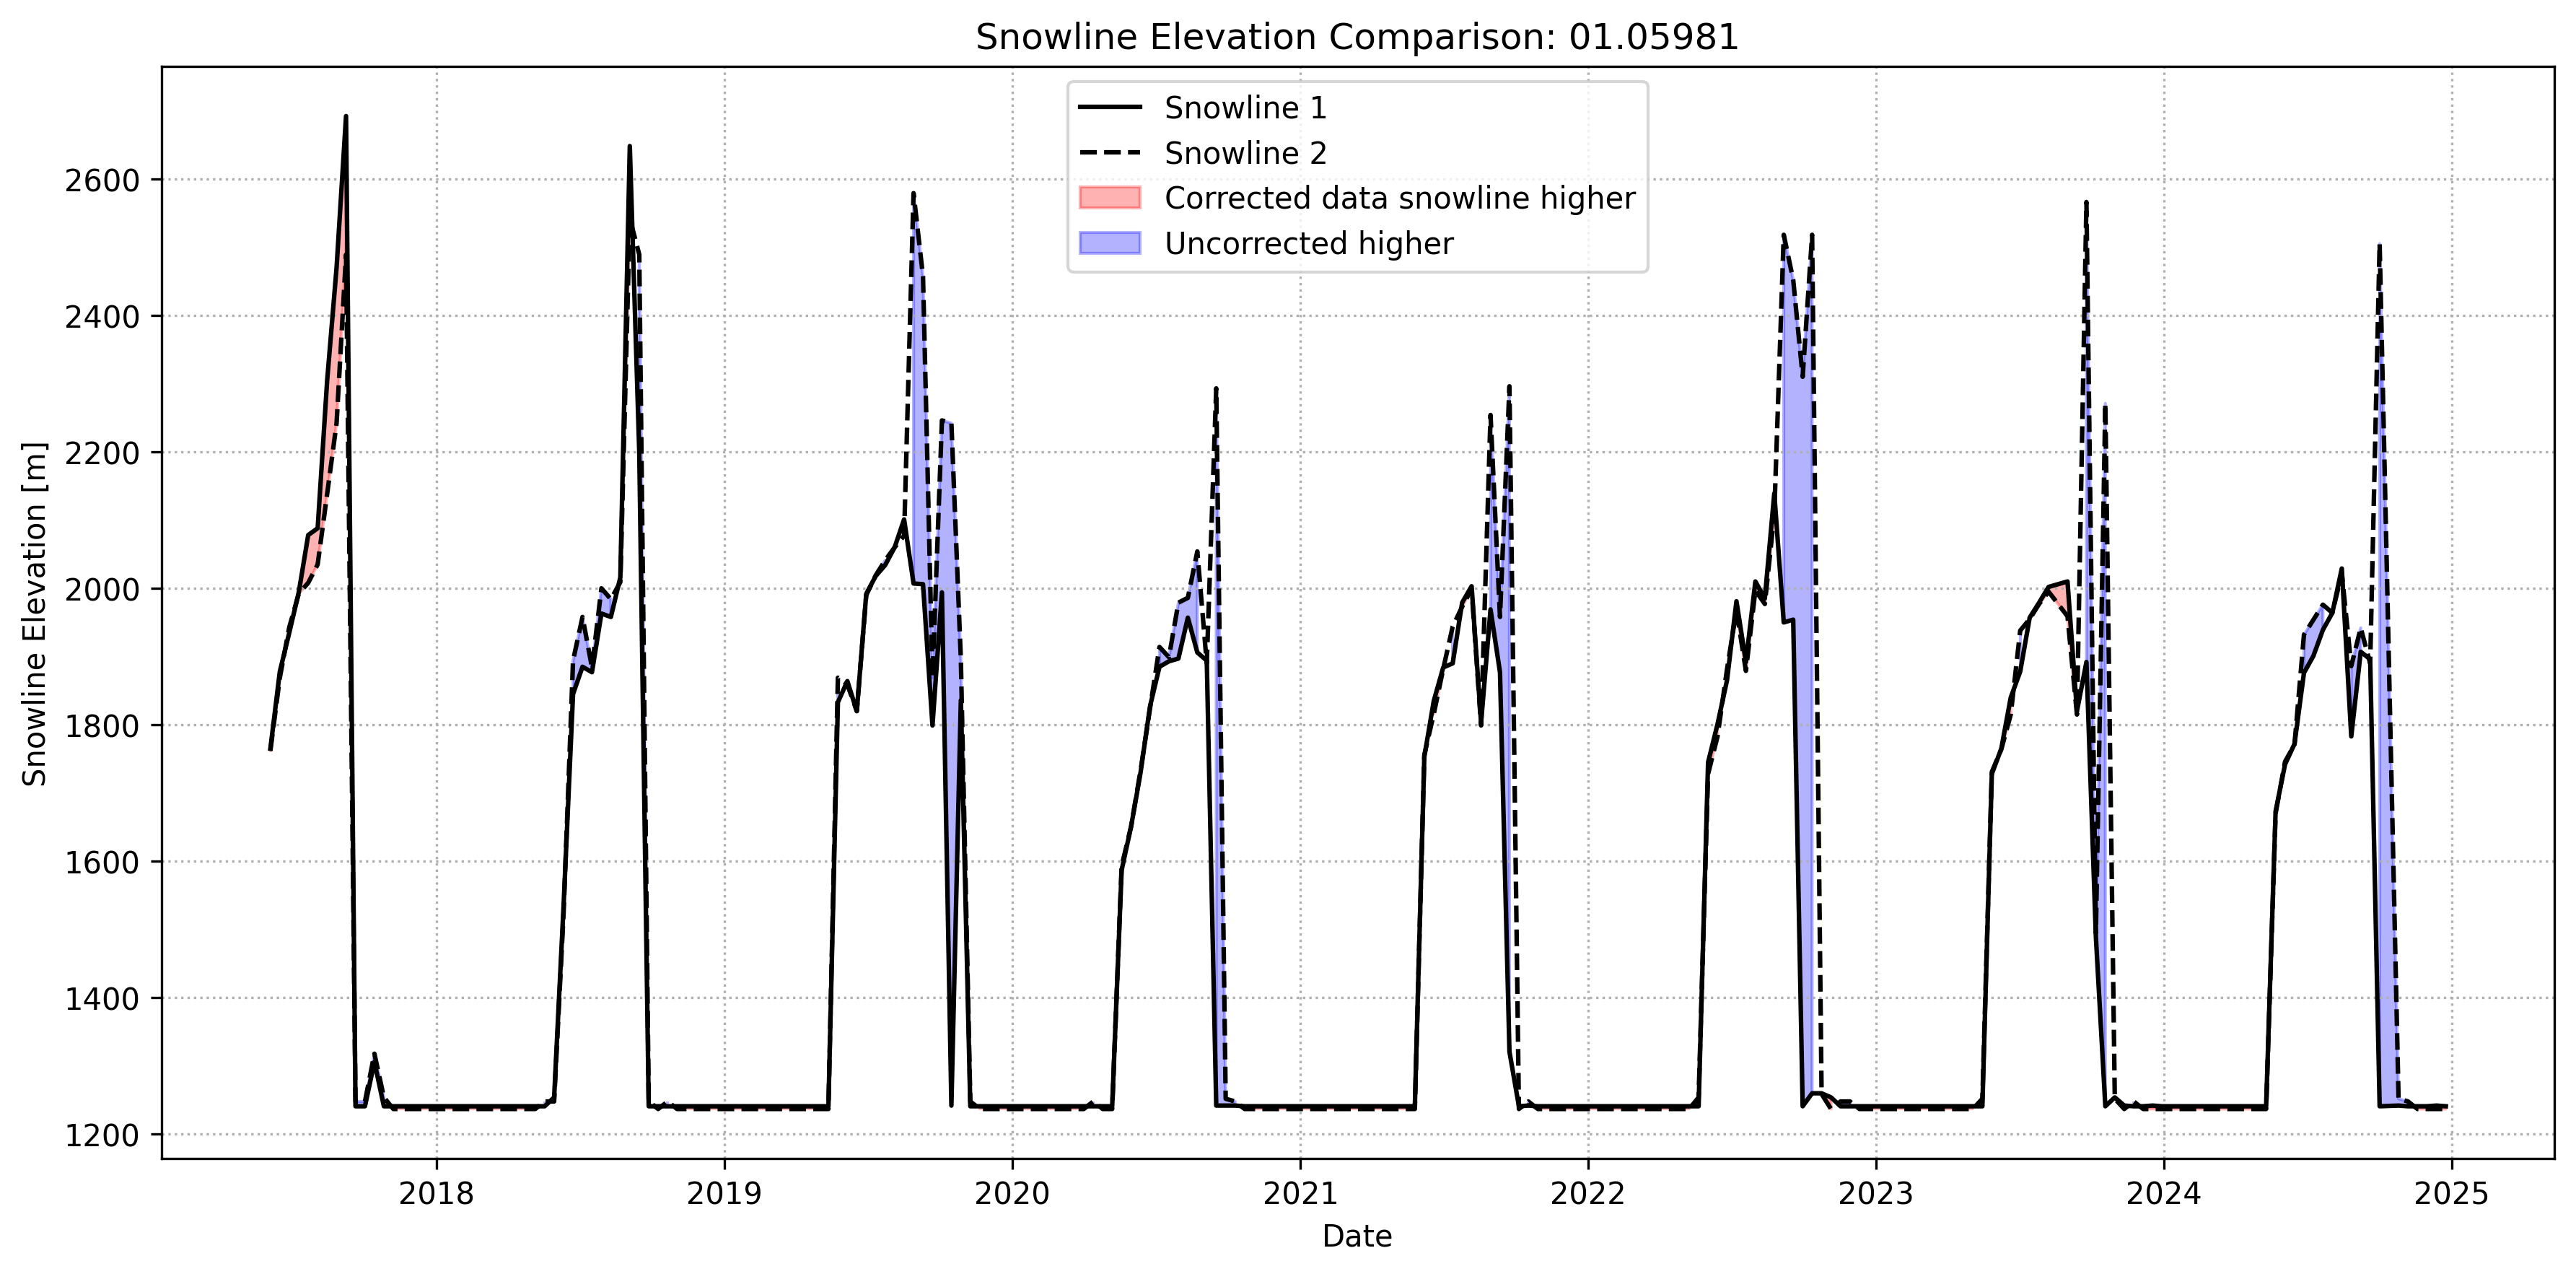 Snowline Elevation Comparison: 01.05981
Snowline 1
Snowline 2
Corrected data snowline higher
Uncorrected higher
Snowline Elevation [m]
2600
2400
2200
2000
1800
1600
1400
1200
2018
2019
2020
2021
2022
2023
2024
2025
Date